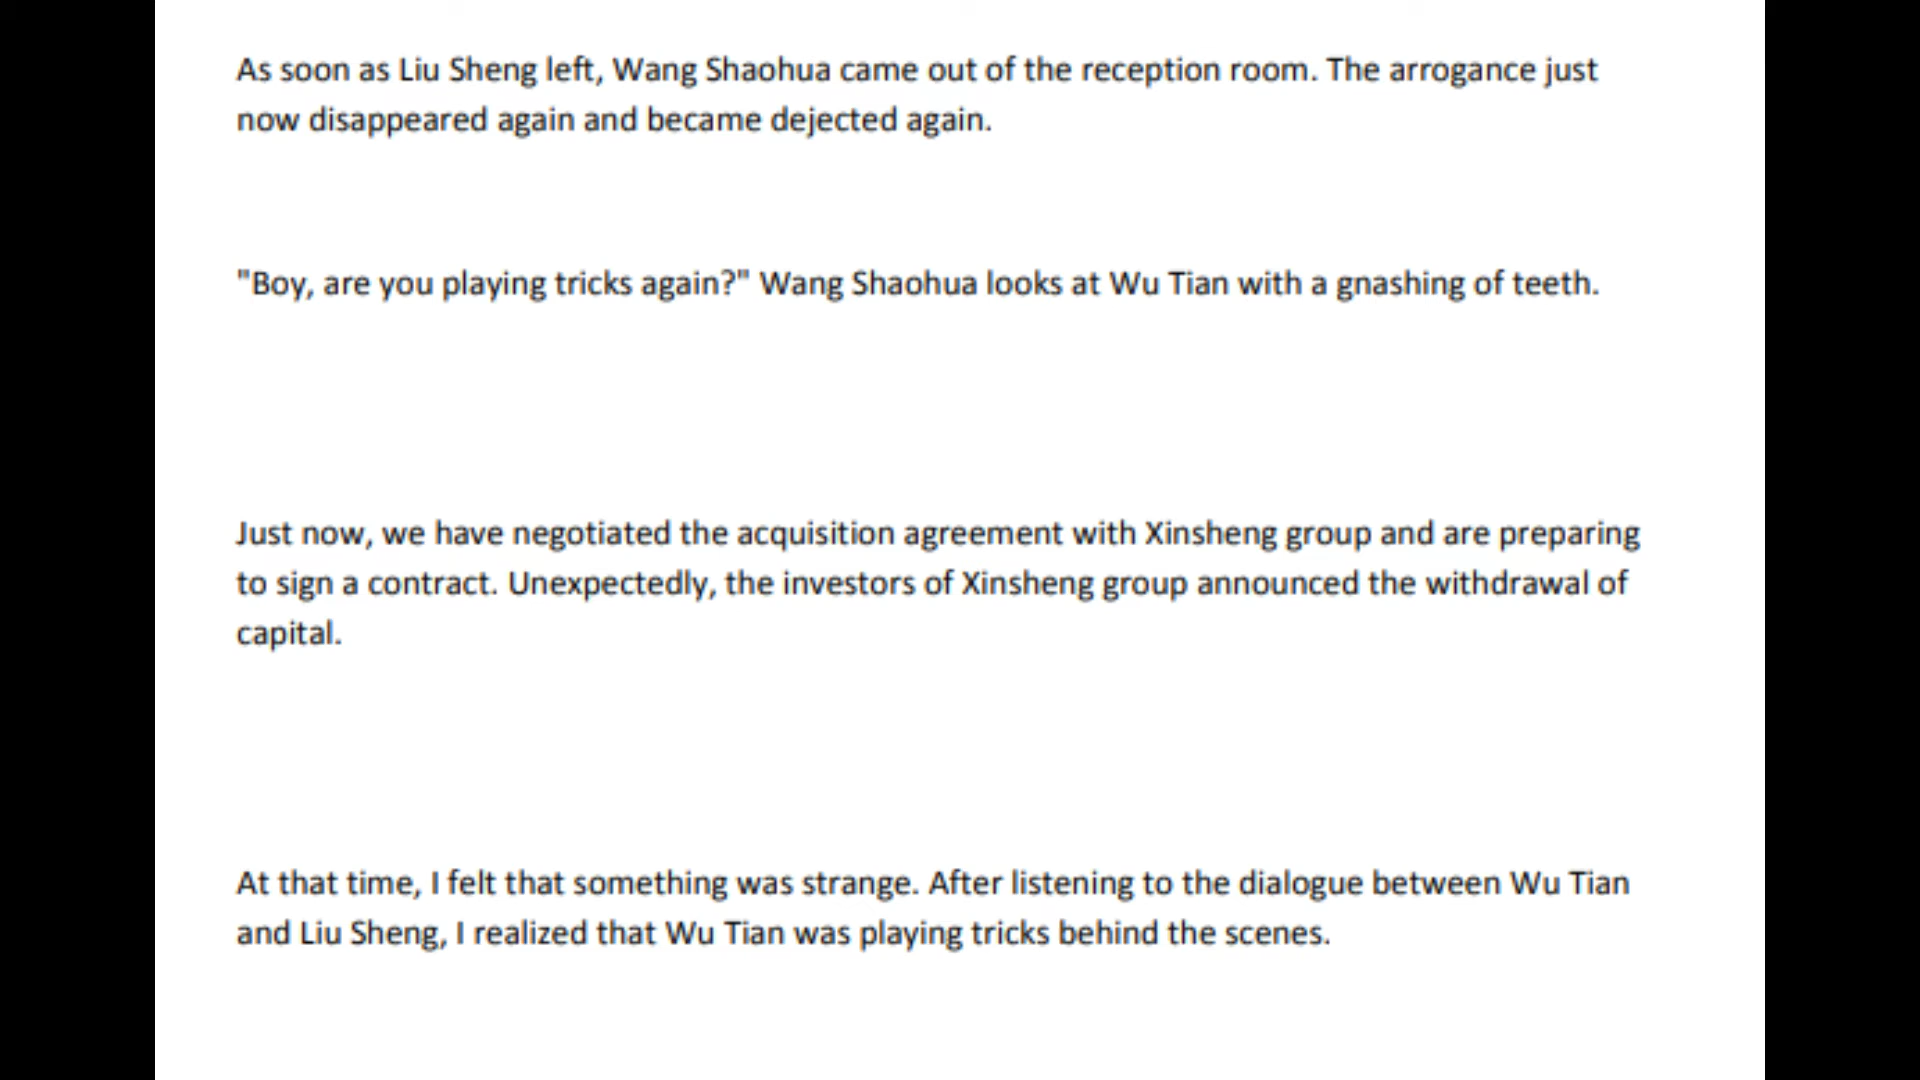 As soon as Liu Sheng left, Wang Shaohua came out of the reception room. The arrogance just
now disappeared again and became dejected again.
"Boy, are you playing tricks again?" Wang Shaohua looks at Wu Tian with a gnashing of teeth.
Just now, we have negotiated the acquisition agreement with Xinsheng group and are preparing
to sign a contract. Unexpectedly, the investors of Xinsheng group announced the withdrawal of
capital.
At that time, I felt that something was strange. After listening to the dialogue between Wu Tian
and Liu Sheng, I realized that Wu Tian was playing tricks behind the scenes.